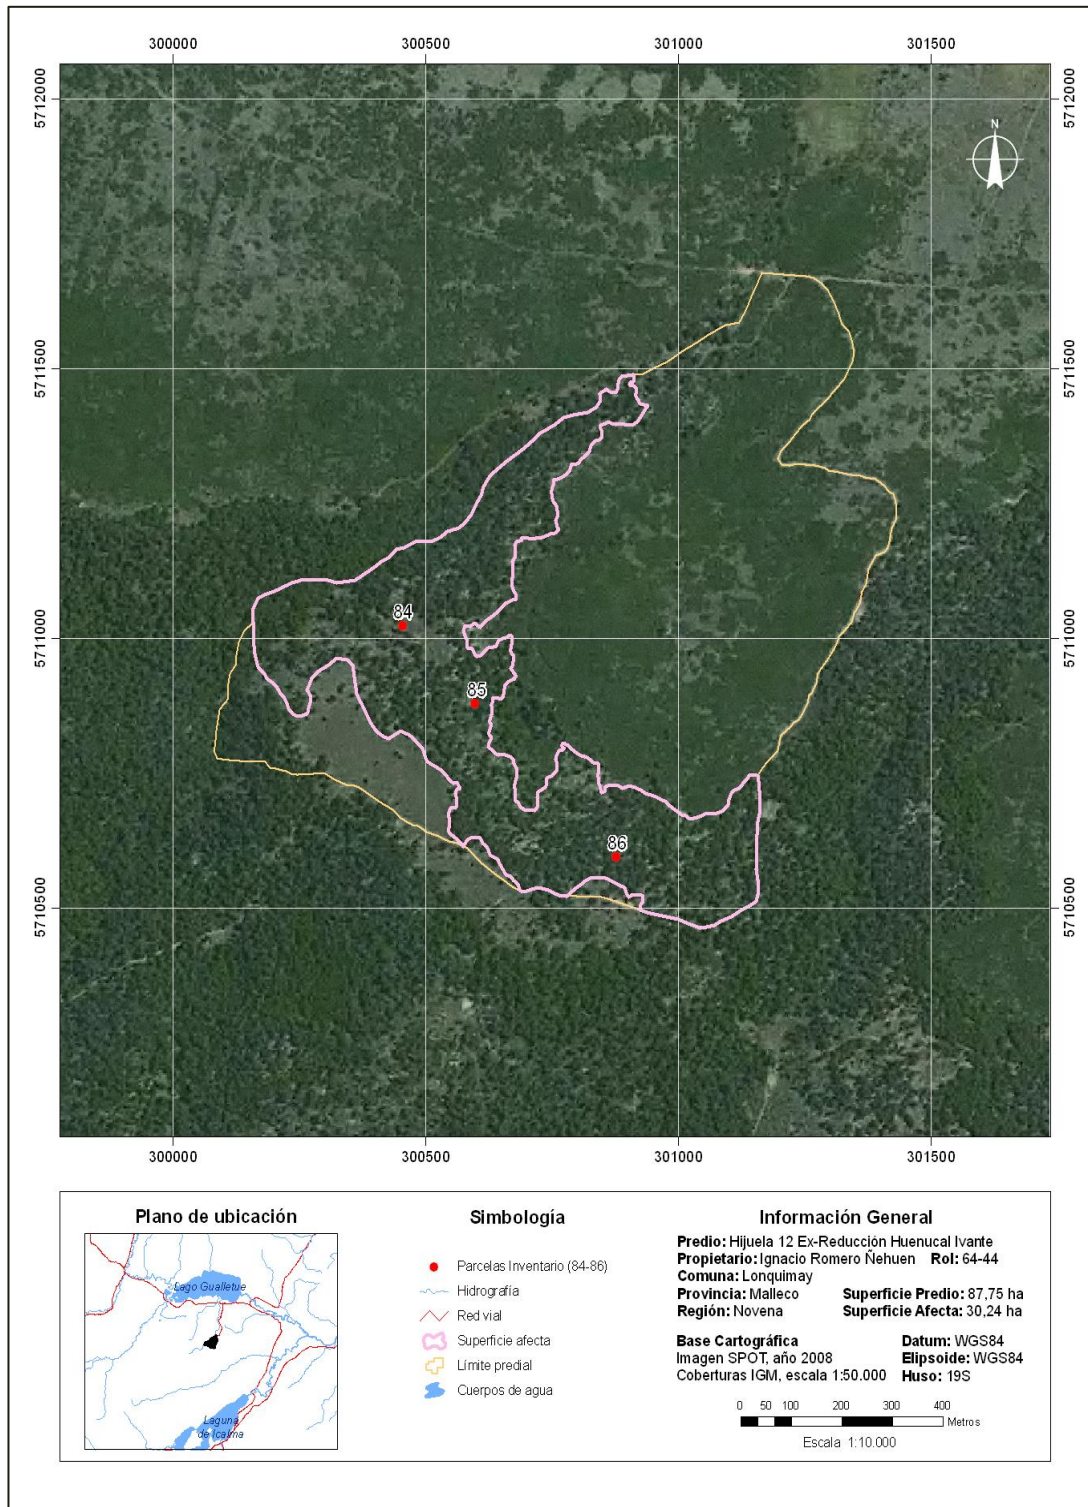 300000 300500 301000 301500
5712000 5712000
N
5711500 5711500
84
5711000 5711000
85
86
5710500 5710500
300000 300500 301000 301500
Plano de ubicación
Lago Gualletue
Laguna
de Icalma
Simbología
Parcelas Inventario (84-86)
Hidrografía
Red vial
Superficie afecta
Límite predial
Cuerpos de agua
Información General
Predio: Hijuela 12 Ex-Reducción Huenucal Ivante
Propietario: Ignacio Romero Ñehuen Rol: 64-44
Comuna: Lonquimay
Provincia: Malleco Superficie Predio: 87,75 ha
Región: Novena Superficie Afecta: 30,24 ha
Base Cartográfica Datum: WGS84
Imagen SPOT, año 2008 Elipsoide: WGS84
Coberturas IGM, escala 1:50.000 Huso: 19S
0 50 100 200 300 400
Metros
Escala 1:10.000